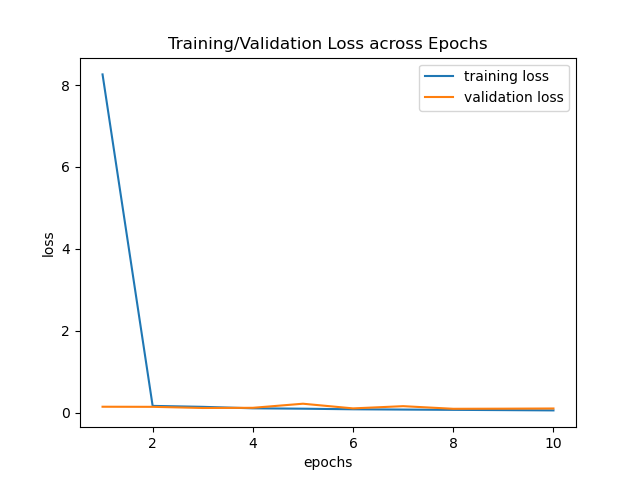 Training/Validation Loss across Epochs
training loss
validation loss
8
6
4
2
0
loss
2 4 6 8 10
epochs